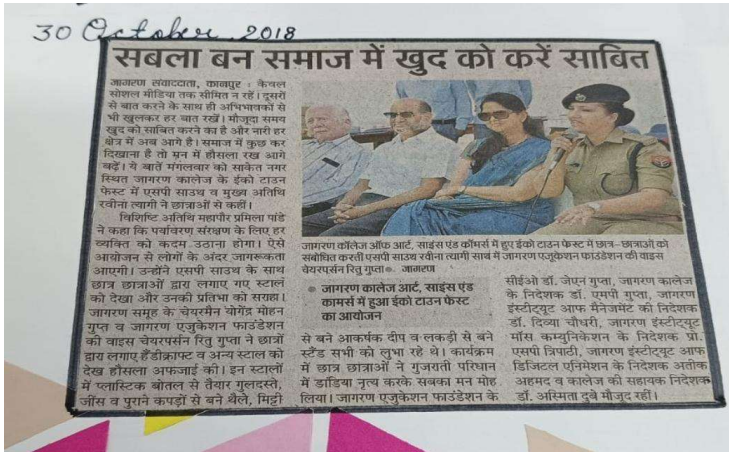 30 October, 2018
सबला बन समाज में खुद को करें साबित
जागरण संवाददाता, कानपुर : केवल
सोशल मीडिया तक सीमित न रहें। दूसरों
से बात करने के साथ ही अभिभावकों से
भी खुलकर हर बात रखें। मौजूदा समय
खुद को साबित करने का है और नारी हर
क्षेत्र में अब आगे है। समाज में कुछ कर
दिखाना है तो मन में हौसला रख आगे
बढ़ें। ये बातें मंगलवार को साकेत नगर
स्थित जागरण कालेज के ईको टाउन
फेस्ट में एसपी साउथ व मुख्य अतिथि
रवीना त्यागी ने छात्राओं से कहीं।
विशिष्टि अतिथि महापौर प्रमिला पांडे
ने कहा कि पर्यावरण संरक्षण के लिए हर
व्यक्ति को कदम उठाना होगा। ऐसे
आयोजन से लोगों के अंदर जागरूकता
आएगी। उन्होंने एसपी साउथ के साथ
छात्र छात्राओं द्वारा लगाए गए स्टाल
को देखा और उनकी प्रतिभा को सराहा।
जागरण समूह के चेयरमैन योगेंद्र मोहन
गुप्त व जागरण एजुकेशन फाउंडेशन
की वाइस चेयरपर्सन रितु गुप्ता ने छात्रों
द्वारा लगाए हैंडीक्राफ्ट व अन्य स्टाल को
देख हौसला अफजाई की। इन स्टालों
में प्लास्टिक बोतल से तैयार गुलदस्ते,
जींस व पुराने कपड़ों से बने थैले, मिट्टी
जागरण कॉलेज ऑफ आर्ट, साइंस एंड कॉमर्स में हुए ईको टाउन फेस्ट में छात्र-छात्राओं को
संबोधित करती एसपी साउथ रवीना त्यागी साथ में जागरण एजूकेशन फाउंडेशन की वाइस
चेयरपर्सन रितु गुप्ता ● जागरण
● जागरण कालेज आर्ट, साइंस एंड
कामर्स में हुआ ईको टाउन फेस्ट
का आयोजन
से बने आकर्षक दीप व लकड़ी से बने
स्टैंड सभी को लुभा रहे थे। कार्यक्रम
में छात्र छात्राओं ने गुजराती परिधान
में डांडिया नृत्य करके सबका मन मोह
लिया। जागरण एजुकेशन फाउंडेशन के
सीईओ डॉ. जेएन गुप्ता, जागरण कालेज
के निदेशक डॉ. एमपी गुप्ता, जागरण
इंस्टीट्यूट आफ मैनेजमेंट की निदेशक
डॉ. दिव्या चौधरी, जागरण इंस्टीट्यूट
मॉस कम्युनिकेशन के निदेशक प्रो.
एसपी त्रिपाठी, जागरण इंस्टीट्यूट आफ
डिजिटल एनिमेशन के निदेशक अतीक
अहमद व कालेज की सहायक निदेशक
डॉ. अस्मिता दुबे मौजूद रहीं।